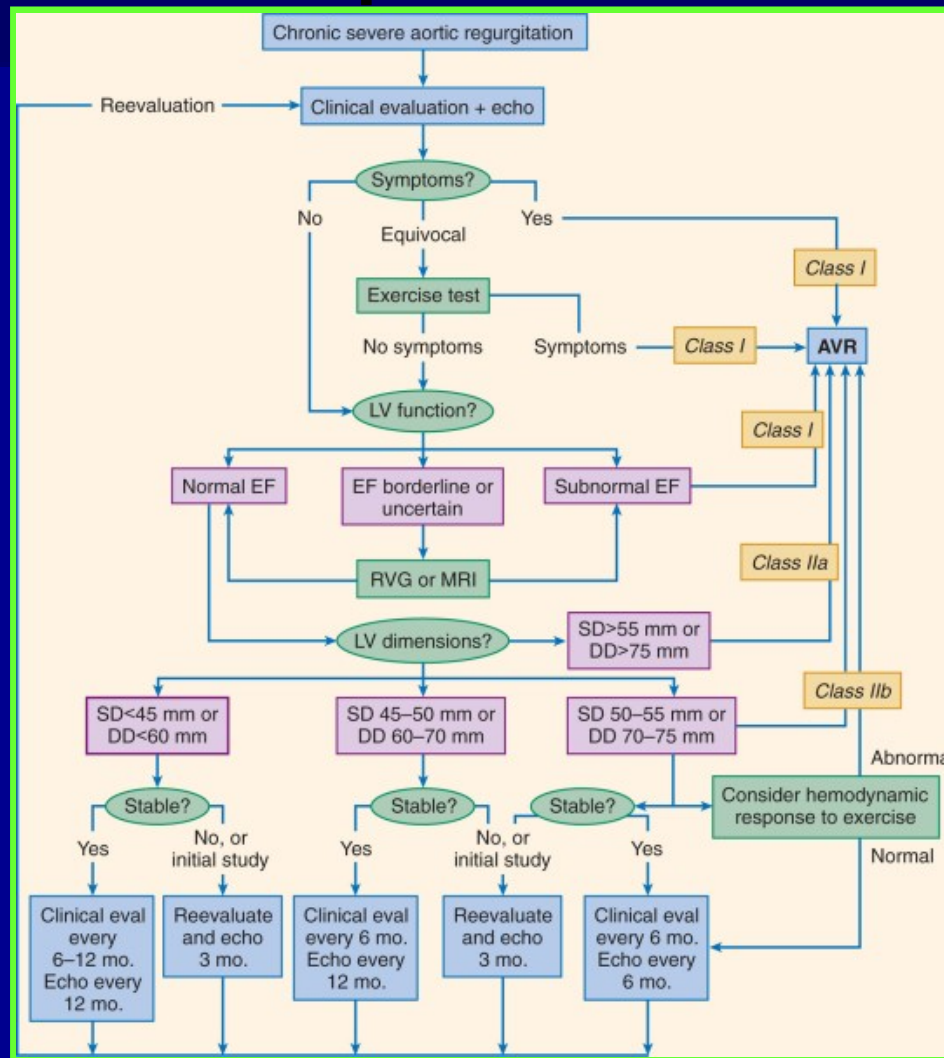 Chronic severe aortic regurgitation
Reevaluation
Clinical evaluation + echo
Symptoms?
No
Equivocal
Yes
Class I
Exercise test
No symptoms
Symptoms
Class I
AVR
LV function?
Class I
Normal EF
EF borderline or
uncertain
Subnormal EF
RVG or MRI
Class IIa
LV dimensions?
SD>55 mm or
DD>75 mm
Class IIb
SD<45 mm or
DD<60 mm
SD 45–50 mm or
DD 60–70 mm
SD 50–55 mm or
DD 70–75 mm
Abnorma
Stable?
Stable?
Stable?
Consider hemodynamic
response to exercise
Yes
No, or
initial study
Yes
No, or
initial study
Yes
Normal
Clinical eval
every
6–12 mo.
Echo every
12 mo.
Reevaluate
and echo
3 mo.
Clinical eval
every 6 mo.
Echo every
12 mo.
Reevaluate
and echo
3 mo.
Clinical eval
every 6 mo.
Echo every
6 mo.